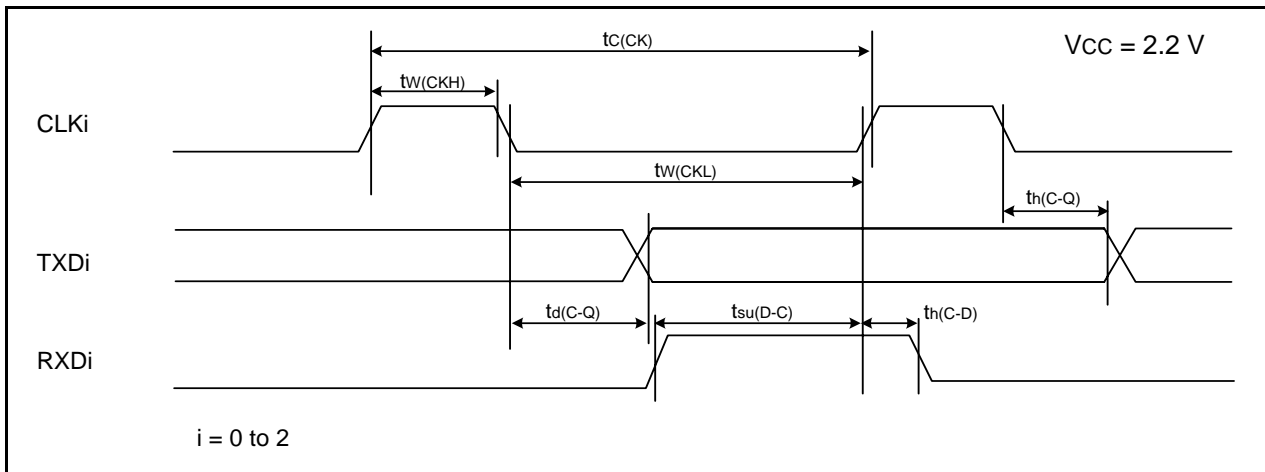 tC(CK)
VCC = 2.2 V
tW(CKH)
CLKi
tW(CKL)
th(C-Q)
TXDi
td(C-Q)
tsu(D-C)
th(C-D)
RXDi
i = 0 to 2